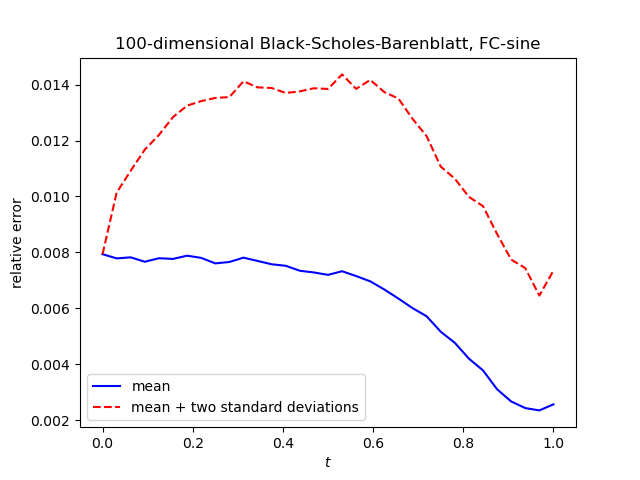 100-dimensional Black-Scholes-Barenblatt, FC-sine
relative error
0.014
0.012
0.010
0.008
0.006
0.004
0.002
mean
mean + two standard deviations
0.0 0.2 0.4 0.6 0.8 1.0
t